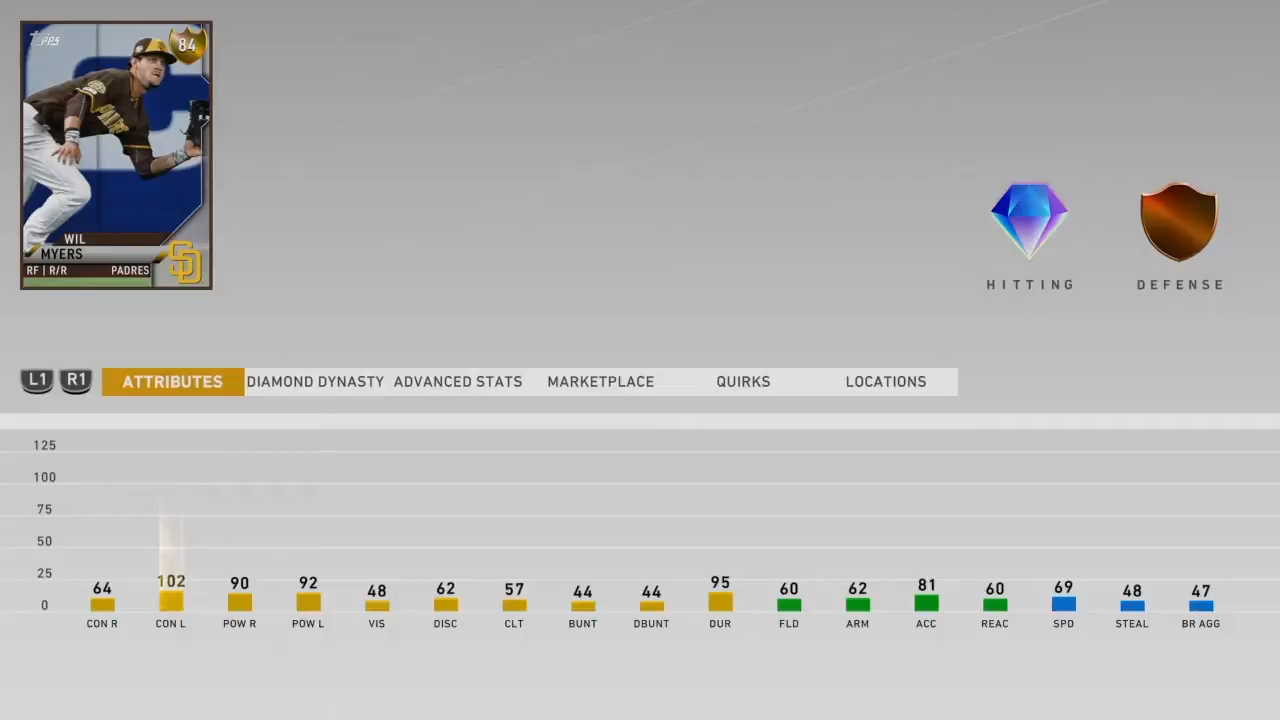 Topps
84
WIL
MYERS
RF | R/R PADRES
SD
HITTING DEFENSE
L1 R1 ATTRIBUTES DIAMOND DYNASTY ADVANCED STATS MARKETPLACE QUIRKS LOCATIONS
125
100
75
50
25
0
64 102 90 92 48 62 57 44 44 95 60 62 81 60 69 48 47
CON R CON L POW R POW L VIS DISC CLT BUNT DBUNT DUR FLD ARM ACC REAC SPD STEAL BR AGG